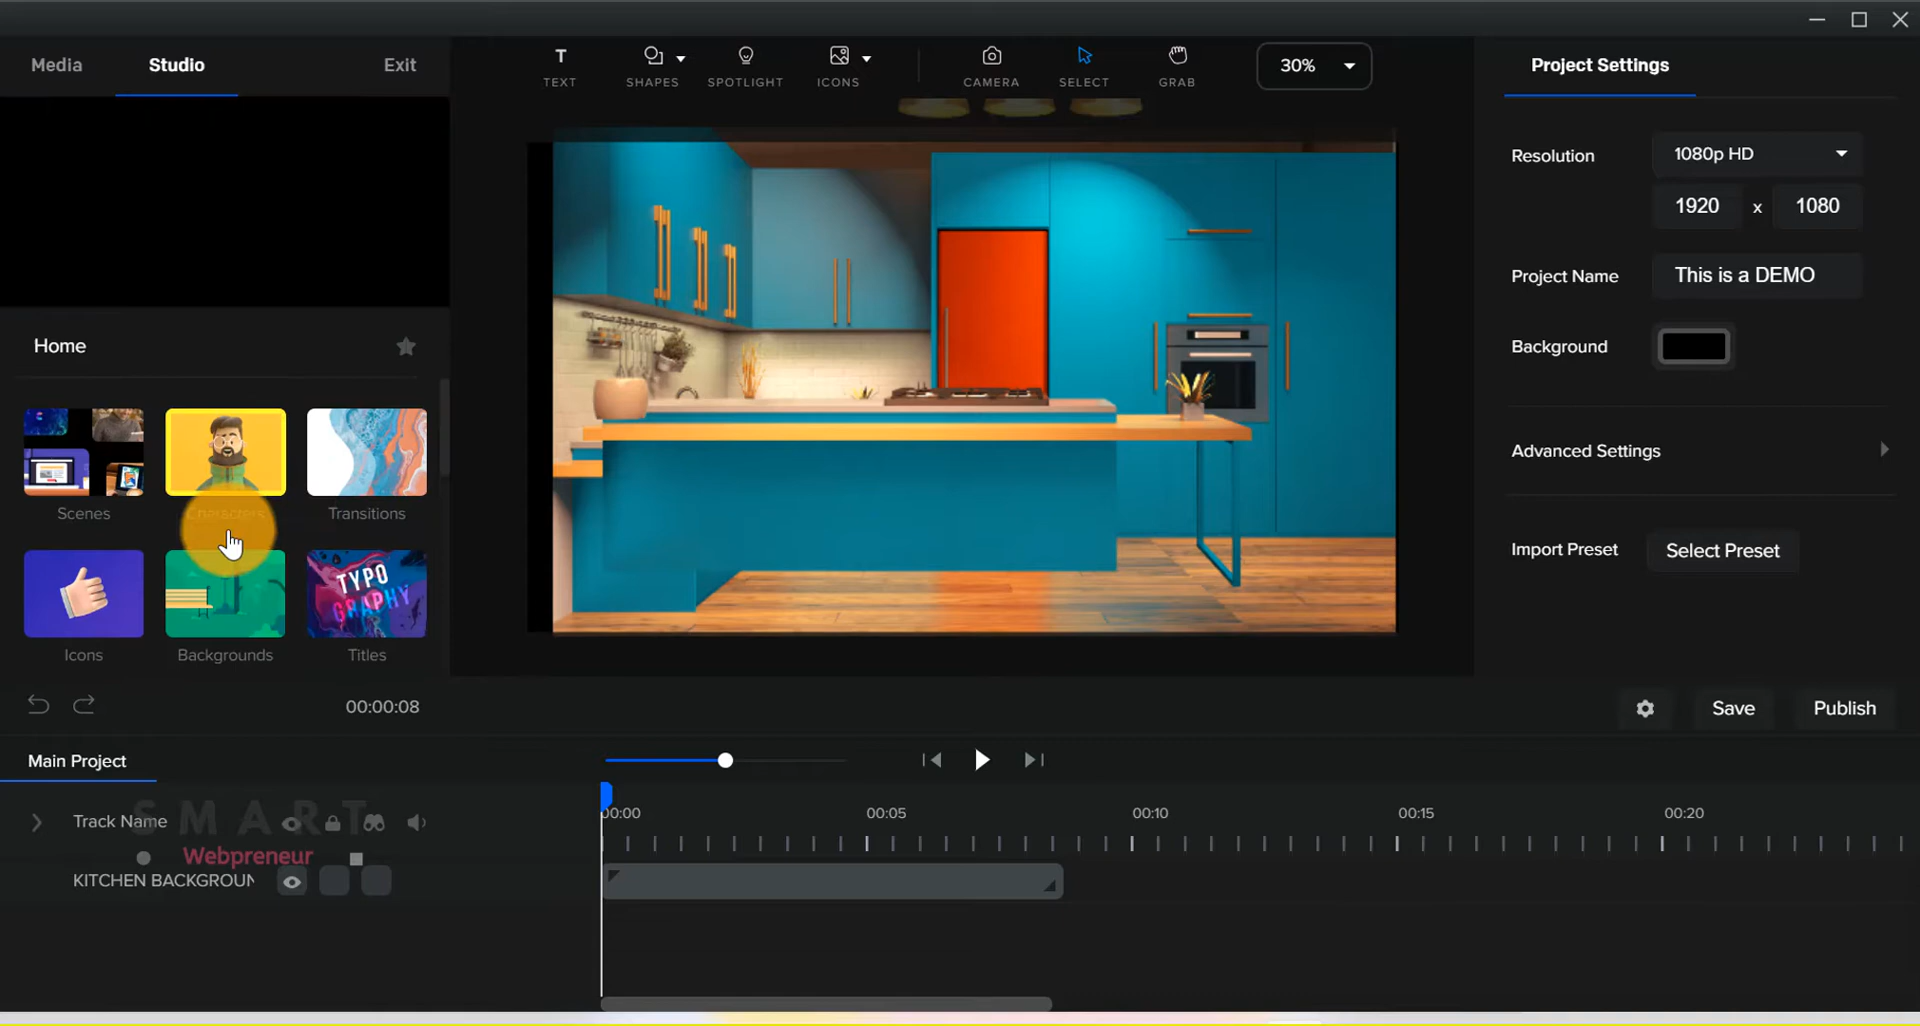 Media
Studio
Exit
TEXT
SHAPES
SPOTLIGHT
ICONS
CAMERA
SELECT
GRAB
30%
Project Settings
Resolution
1080p HD
1920 x 1080
Project Name
This is a DEMO
Background
Advanced Settings
Import Preset
Select Preset
Home
Scenes
Characters
Transitions
TYPO
GRAPHY
Icons
Backgrounds
Titles
00:00:08
Save
Publish
Main Project
00:00
00:05
00:10
00:15
00:20
Track Name
SMART
Webpreneur
KITCHEN BACKGROUN